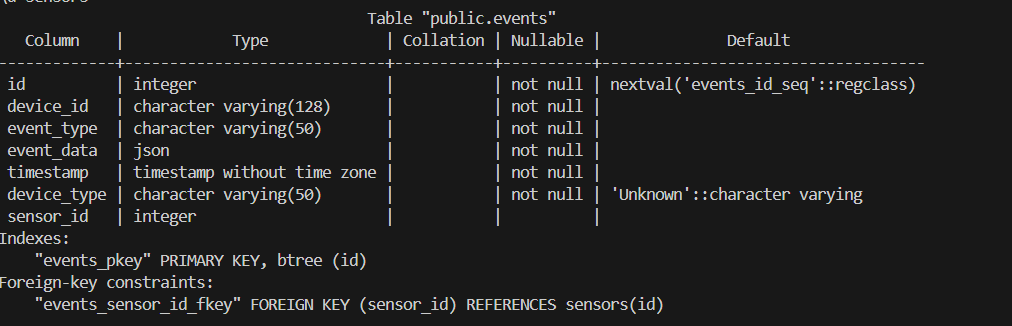 \d sensors
Table "public.events"
Column | Type | Collation | Nullable | Default
-------------+-----------------------------+-----------+----------+------------------------------------
id | integer | | not null | nextval('events_id_seq'::regclass)
device_id | character varying(128) | | not null |
event_type | character varying(50) | | not null |
event_data | json | | not null |
timestamp | timestamp without time zone | | not null |
device_type | character varying(50) | | not null | 'Unknown'::character varying
sensor_id | integer | | |
Indexes:
"events_pkey" PRIMARY KEY, btree (id)
Foreign-key constraints:
"events_sensor_id_fkey" FOREIGN KEY (sensor_id) REFERENCES sensors(id)